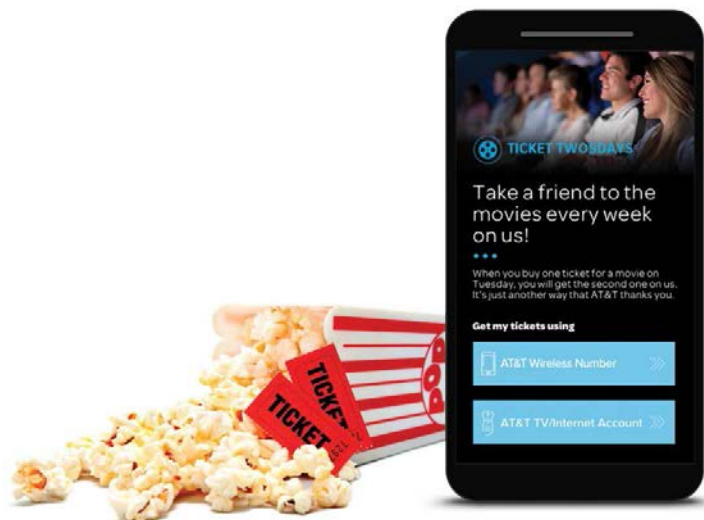 TICKET TWOSDAYS
Take a friend to the
movies every week
on us!
When you buy one ticket for a movie on
Tuesday, you will get the second one on us.
It's just another way that AT&T thanks you.
Get my tickets using
AT&T Wireless Number
AT&T TV/Internet Account
TICKET
TICKET
POP